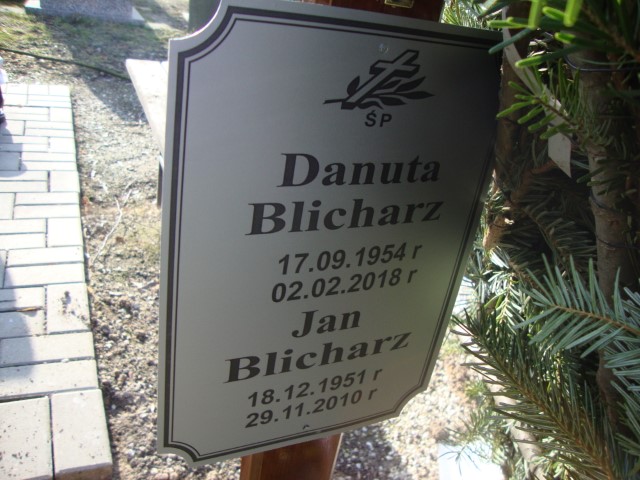 ŚP
Danuta
Blicharz
17.09.1954 r
02.02.2018 r
Jan
Blicharz
18.12.1951 r
29.11.2010 r